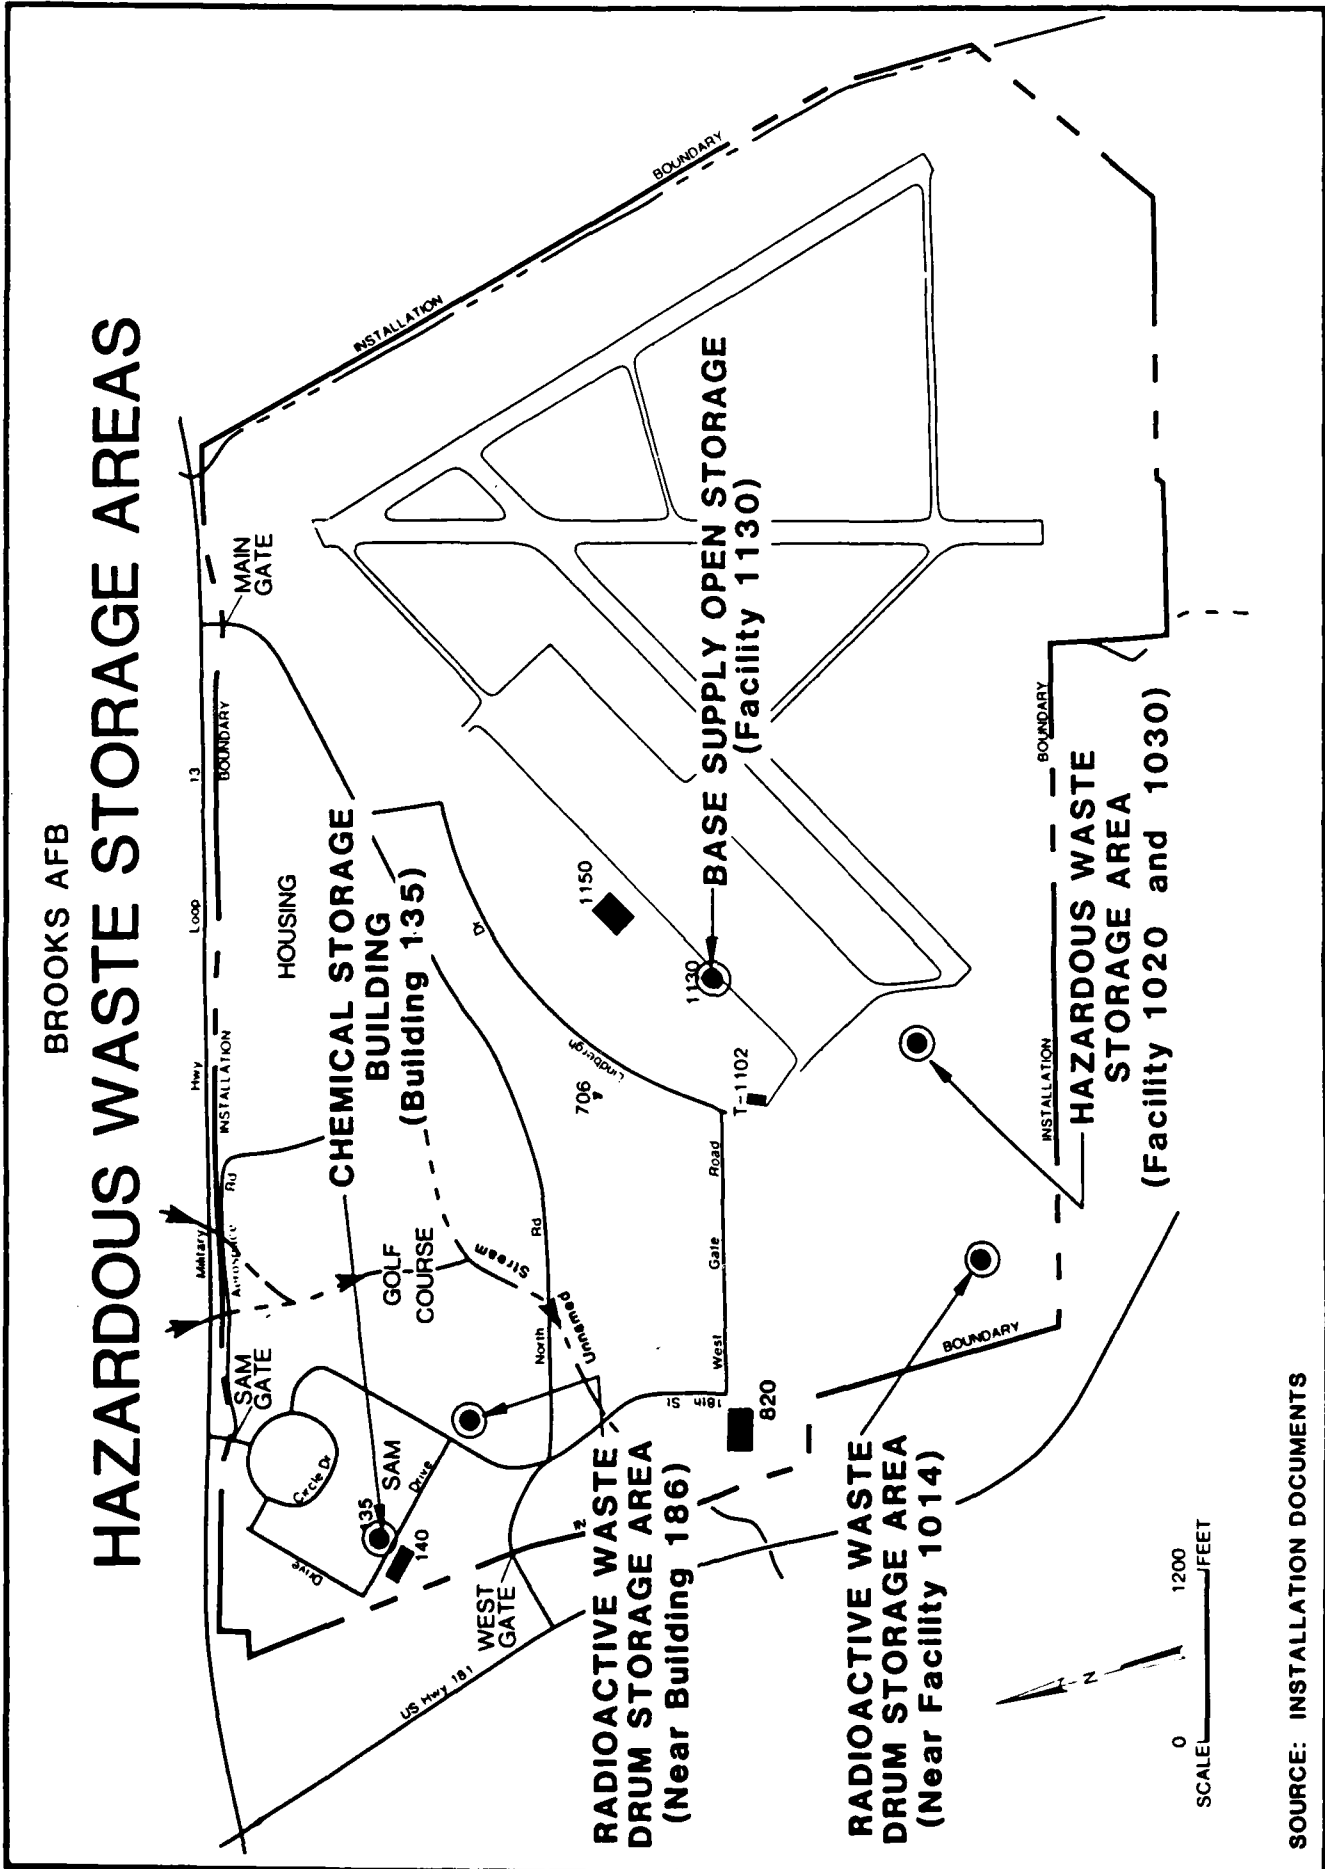 BROOKS AFB
HAZARDOUS WASTE STORAGE AREAS
Military
Hwy
Loop
13
INSTALLATION
BOUNDARY
Aerospace
Rd
SAM
GATE
MAIN
GATE
HOUSING
INSTALLATION
BOUNDARY
Circle Dr
Drive
135
SAM
Drive
140
GOLF
COURSE
CHEMICAL STORAGE
BUILDING
(Building 135)
Stream
Unnamed
North
Rd
WEST
GATE
US Hwy 181
Dr
Lindbergh
706
1150
1130
BASE SUPPLY OPEN STORAGE
(Facility 1130)
T-1102
18th
St
West
Gate
Road
820
RADIOACTIVE WASTE
DRUM STORAGE AREA
(Near Building 186)
RADIOACTIVE WASTE
DRUM STORAGE AREA
(Near Facility 1014)
BOUNDARY
INSTALLATION
BOUNDARY
HAZARDOUS WASTE
STORAGE AREA
(Facility 1020 and 1030)
N
SCALE
0
1200
FEET
SOURCE: INSTALLATION DOCUMENTS